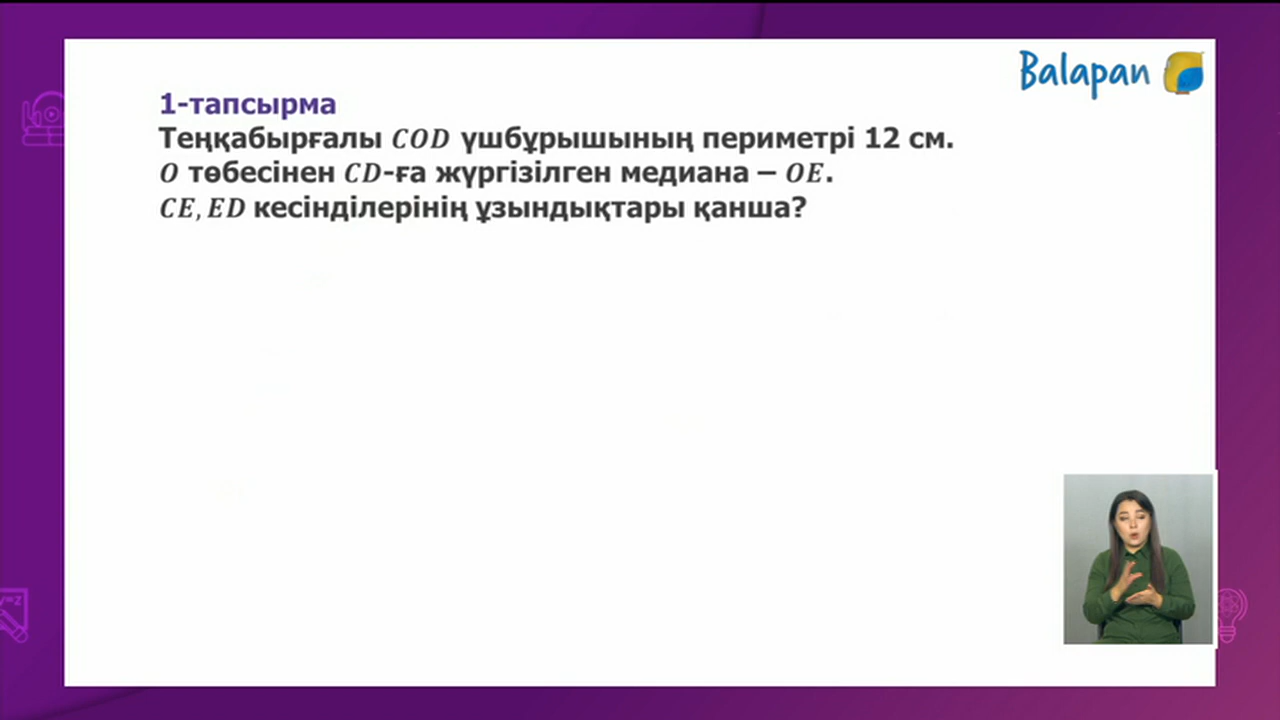 Balapan
1-тапсырма
Теңқабырғалы COD үшбұрышының периметрі 12 см.
O төбесінен CD-ға жүргізілген медиана – OE.
CE, ED кесінділерінің ұзындықтары қанша?